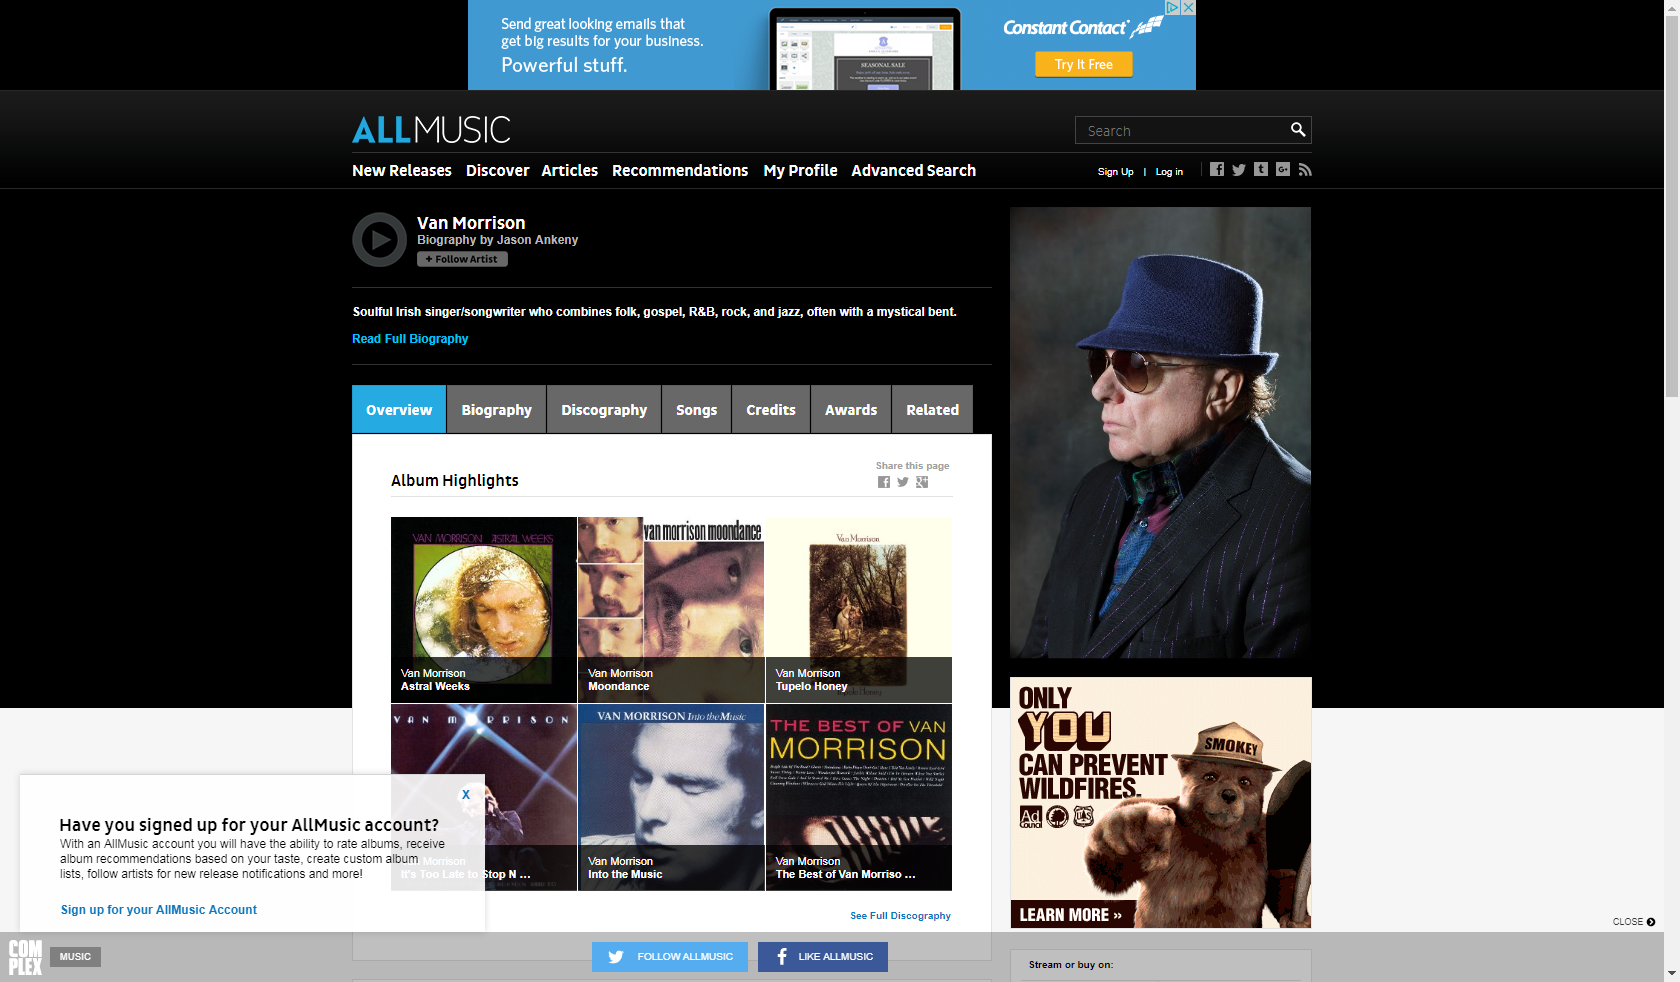 Send great looking emails that
get big results for your business.
Powerful stuff.
SEASONAL SALE
Constant Contact
Try It Free
ALLMUSIC
Search
New Releases Discover Articles Recommendations My Profile Advanced Search
Sign Up | Log in
Van Morrison
Biography by Jason Ankeny
+ Follow Artist
Soulful Irish singer/songwriter who combines folk, gospel, R&B, rock, and jazz, often with a mystical bent.
Read Full Biography
Overview Biography Discography Songs Credits Awards Related
Share this page
Album Highlights
VAN MORRISON ASTRAL WEEKS
van morrison moondance
Van Morrison
Tupelo Honey
Van Morrison
Astral Weeks
Van Morrison
Moondance
Van Morrison
Tupelo Honey
VAN MORRISON
VAN MORRISON Into the Music
THE BEST OF VAN
MORRISON
Morrison
It's Too Late to Stop N ...
Van Morrison
Into the Music
Van Morrison
The Best of Van Morriso ...
See Full Discography
X
Have you signed up for your AllMusic account?
With an AllMusic account you will have the ability to rate albums, receive
album recommendations based on your taste, create custom album
lists, follow artists for new release notifications and more!
Sign up for your AllMusic Account
ONLY
YOU
CAN PREVENT
WILDFIRES.
SMOKEY
Ad
Council
LEARN MORE »
CLOSE
COMPLEX
MUSIC
FOLLOW ALLMUSIC
LIKE ALLMUSIC
Stream or buy on: